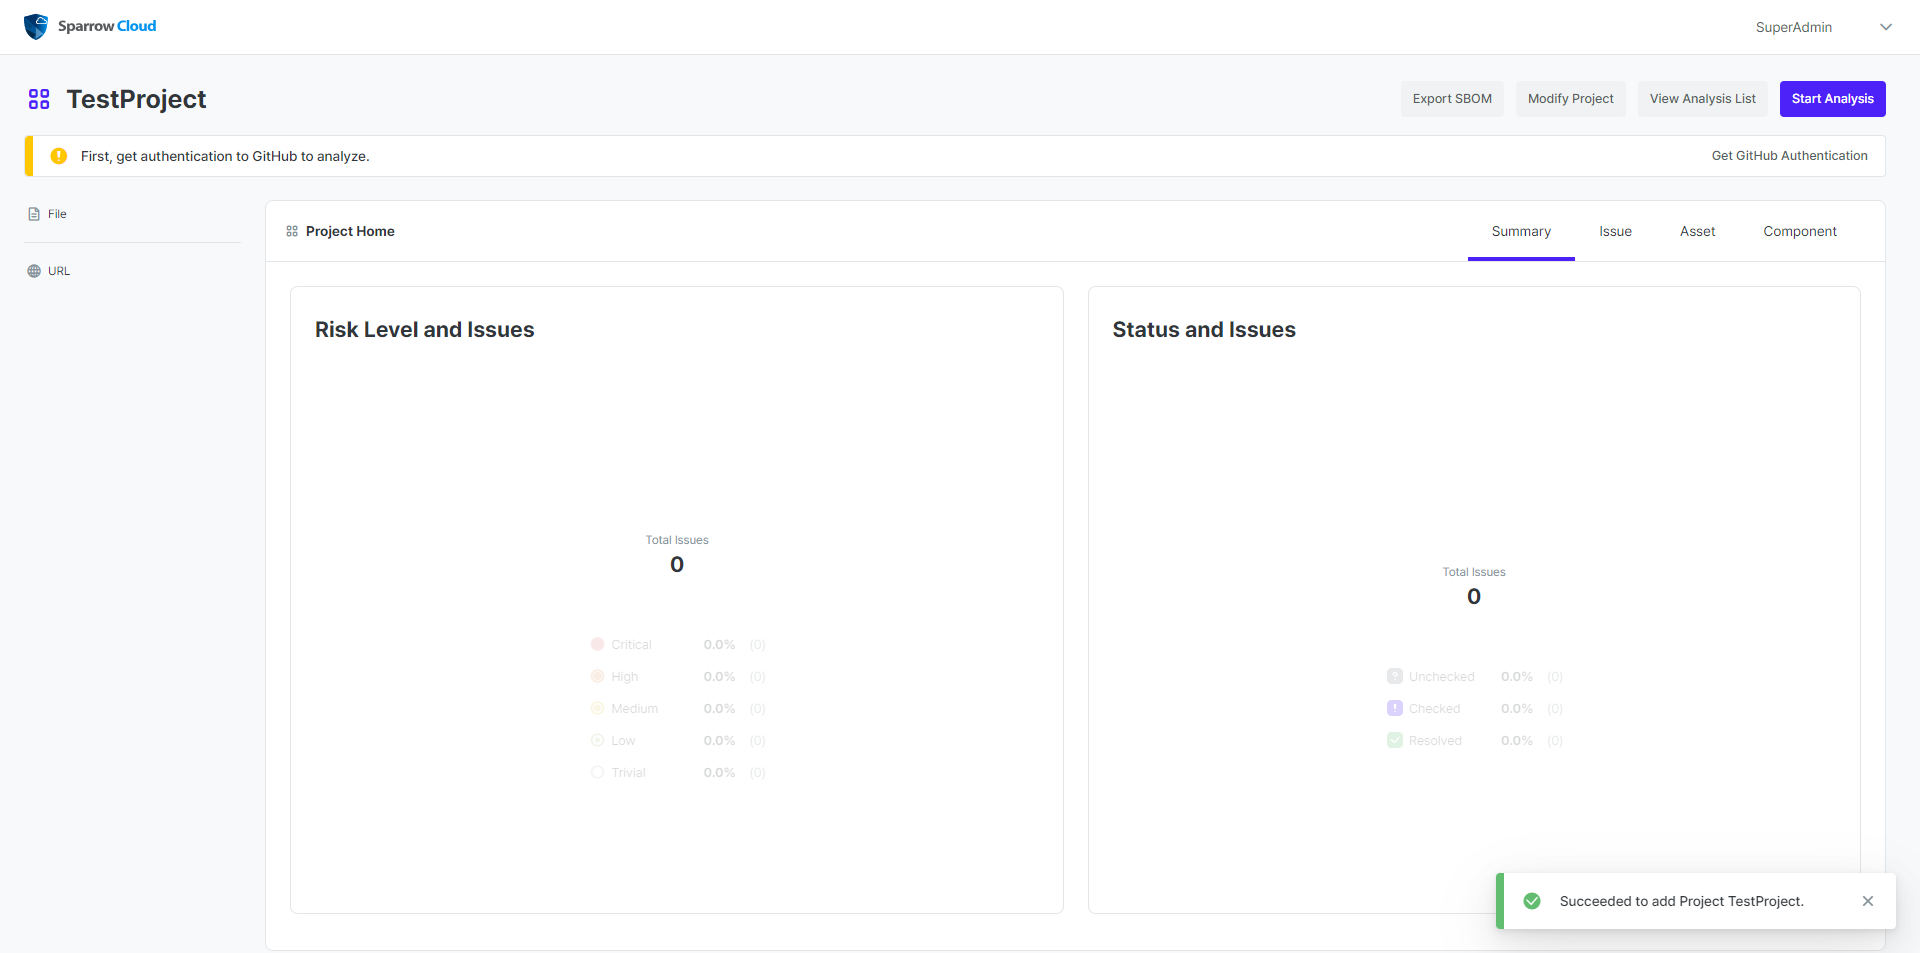 Sparrow Cloud
SuperAdmin
TestProject
Export SBOM
Modify Project
View Analysis List
Start Analysis
First, get authentication to GitHub to analyze.
Get GitHub Authentication
File
URL
Project Home
Summary
Issue
Asset
Component
Risk Level and Issues
Total Issues
0
Critical 0.0% (0)
High 0.0% (0)
Medium 0.0% (0)
Low 0.0% (0)
Trivial 0.0% (0)
Status and Issues
Total Issues
0
Unchecked 0.0% (0)
Checked 0.0% (0)
Resolved 0.0% (0)
Succeeded to add Project TestProject.